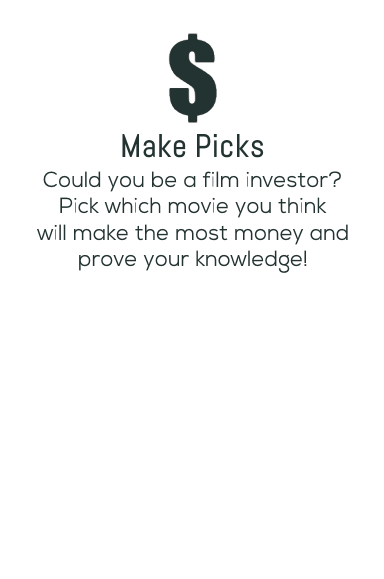 $
Make Picks
Could you be a film investor?
Pick which movie you think
will make the most money and
prove your knowledge!